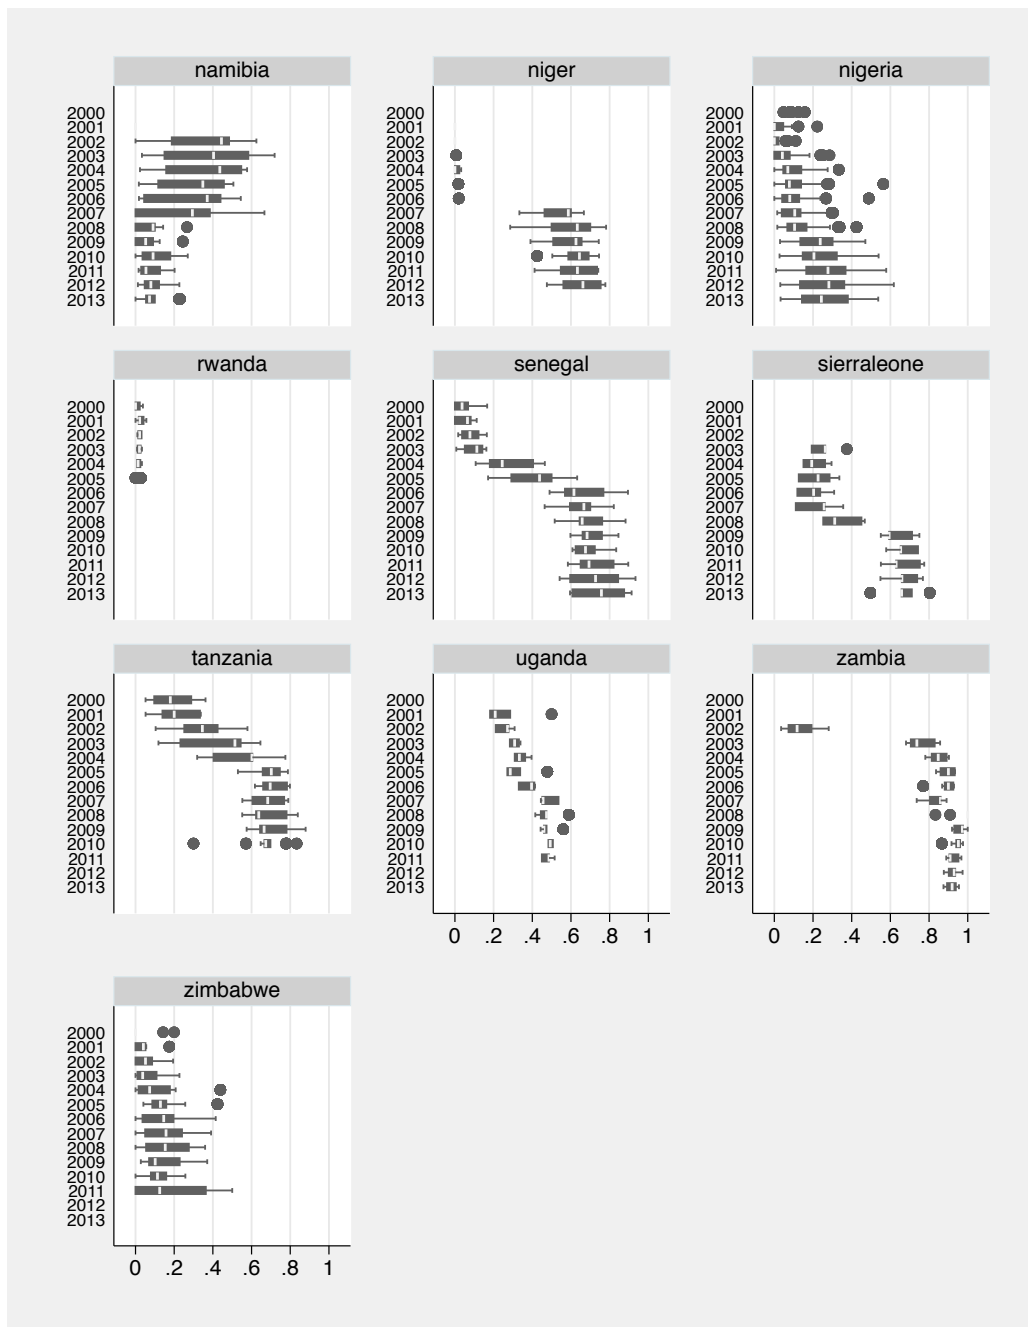 namibia niger nigeria
2000 2000 2000
2001 2001 2001
2002 2002 2002
2003 2003 2003
2004 2004 2004
2005 2005 2005
2006 2006 2006
2007 2007 2007
2008 2008 2008
2009 2009 2009
2010 2010 2010
2011 2011 2011
2012 2012 2012
2013 2013 2013
rwanda senegal sierraleone
2000 2000 2000
2001 2001 2001
2002 2002 2002
2003 2003 2003
2004 2004 2004
2005 2005 2005
2006 2006 2006
2007 2007 2007
2008 2008 2008
2009 2009 2009
2010 2010 2010
2011 2011 2011
2012 2012 2012
2013 2013 2013
tanzania uganda zambia
2000 2000 2000
2001 2001 2001
2002 2002 2002
2003 2003 2003
2004 2004 2004
2005 2005 2005
2006 2006 2006
2007 2007 2007
2008 2008 2008
2009 2009 2009
2010 2010 2010
2011 2011 2011
2012 2012 2012
2013 2013 2013
0 .2 .4 .6 .8 1 0 .2 .4 .6 .8 1
zimbabwe
2000
2001
2002
2003
2004
2005
2006
2007
2008
2009
2010
2011
2012
2013
0 .2 .4 .6 .8 1